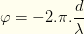 φ = −2.π.d/λ